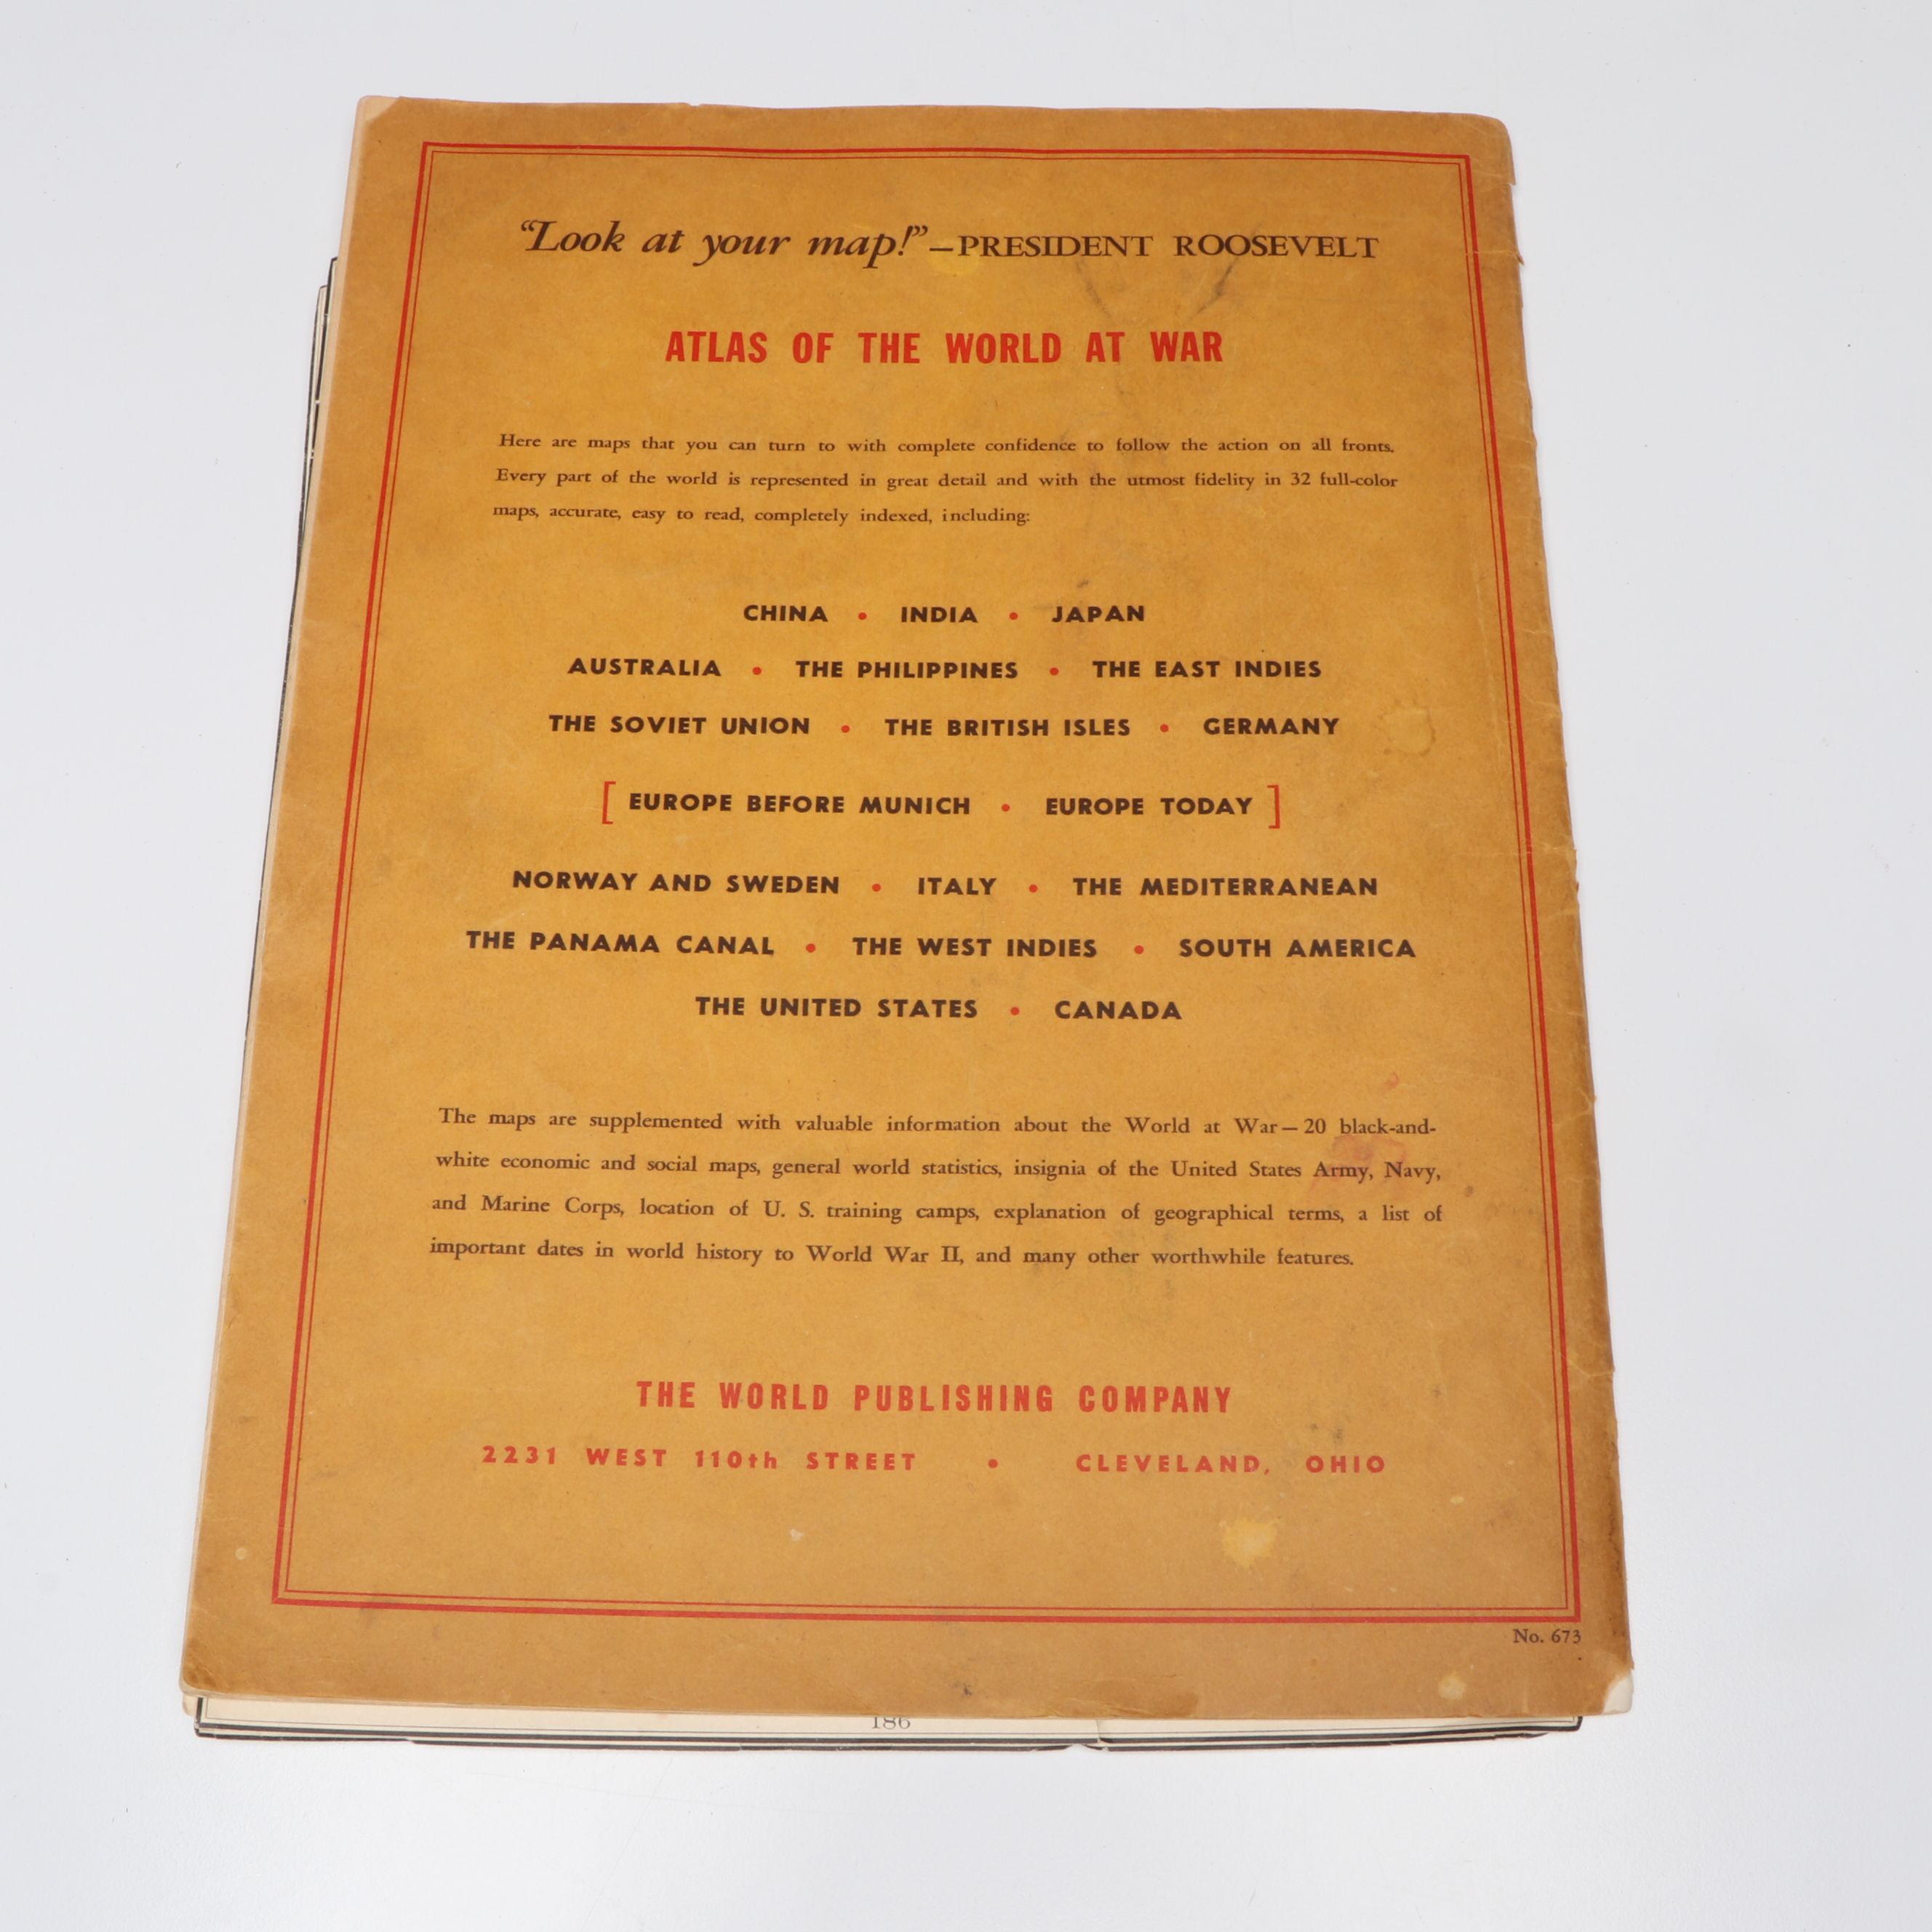 “Look at your map!”—PRESIDENT ROOSEVELT
ATLAS OF THE WORLD AT WAR
Here are maps that you can turn to with complete confidence to follow the action on all fronts.
Every part of the world is represented in great detail and with the utmost fidelity in 32 full-color
maps, accurate, easy to read, completely indexed, including:
CHINA • INDIA • JAPAN
AUSTRALIA • THE PHILIPPINES • THE EAST INDIES
THE SOVIET UNION • THE BRITISH ISLES • GERMANY
[ EUROPE BEFORE MUNICH • EUROPE TODAY ]
NORWAY AND SWEDEN • ITALY • THE MEDITERRANEAN
THE PANAMA CANAL • THE WEST INDIES • SOUTH AMERICA
THE UNITED STATES • CANADA
The maps are supplemented with valuable information about the World at War—20 black-and-
white economic and social maps, general world statistics, insignia of the United States Army, Navy,
and Marine Corps, location of U. S. training camps, explanation of geographical terms, a list of
important dates in world history to World War II, and many other worthwhile features.
THE WORLD PUBLISHING COMPANY
2231 WEST 110th STREET • CLEVELAND, OHIO
No. 673
186